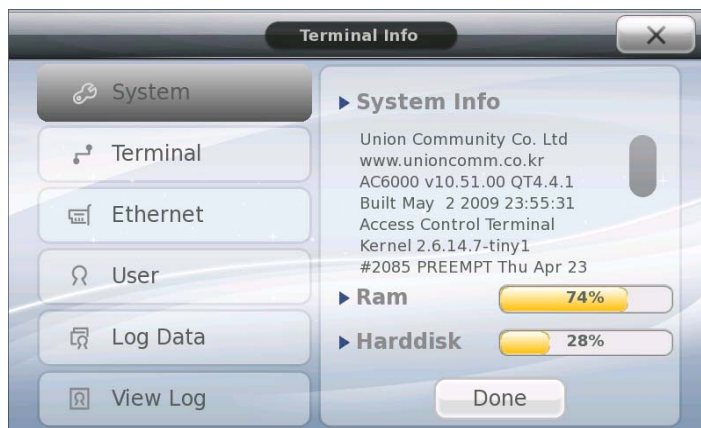 Terminal Info
System
Terminal
Ethernet
User
Log Data
View Log
System Info
Union Community Co. Ltd
www.unioncomm.co.kr
AC6000 v10.51.00 QT4.4.1
Built May  2 2009 23:55:31
Access Control Terminal
Kernel 2.6.14.7-tiny1
#2085 PREEMPT Thu Apr 23
Ram 74%
Harddisk 28%
Done